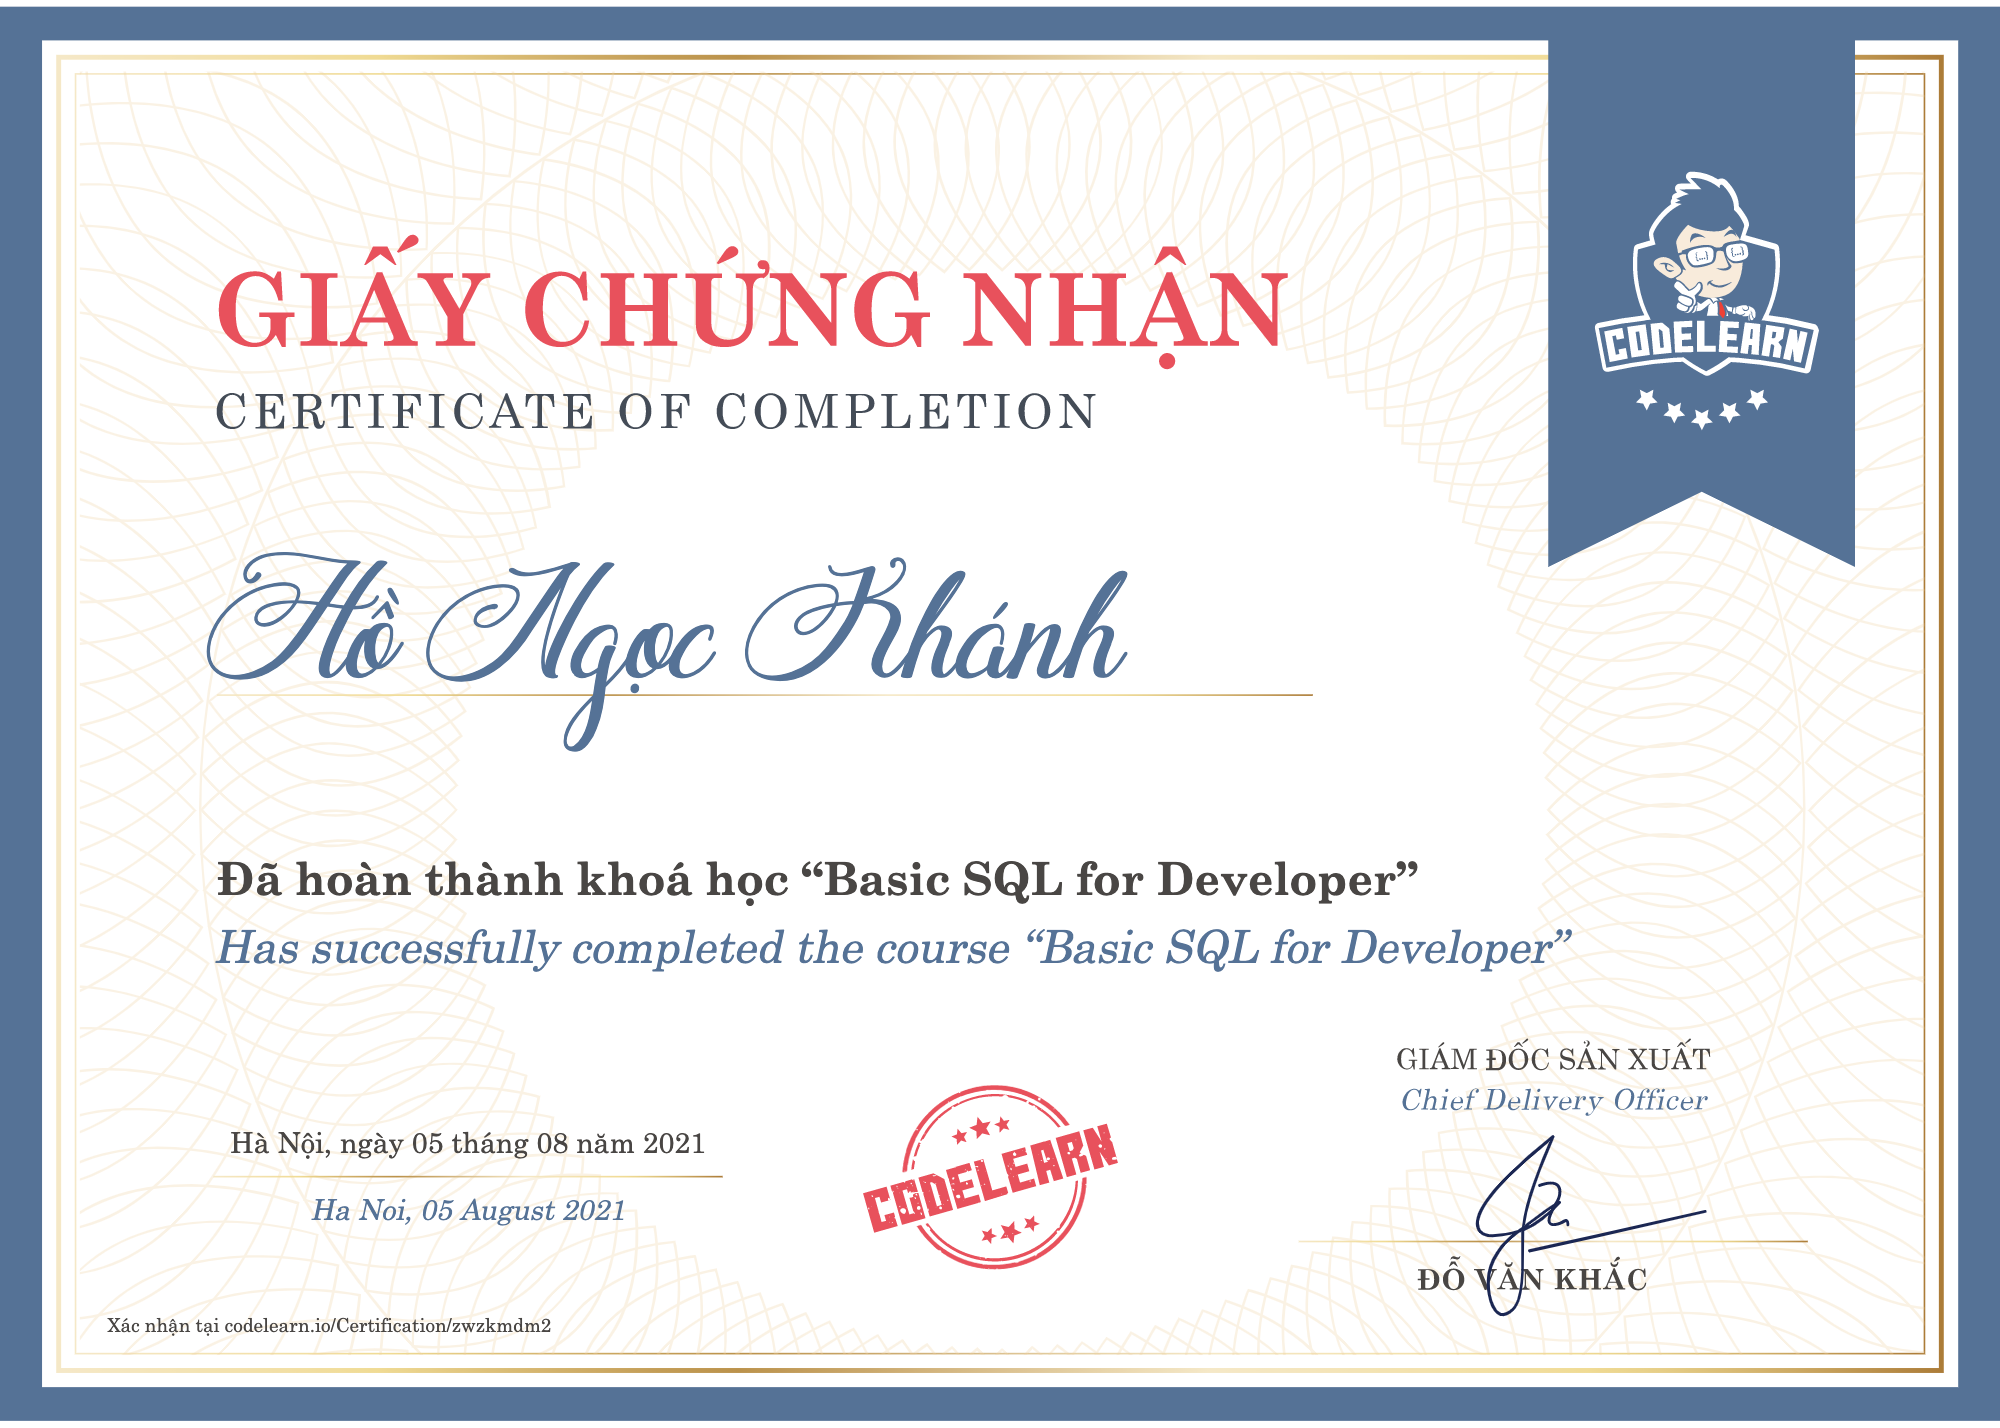 GIẤY CHỨNG NHẬN
CERTIFICATE OF COMPLETION
CODELEARN
Hồ Ngọc Khánh
Đã hoàn thành khoá học “Basic SQL for Developer”
Has successfully completed the course “Basic SQL for Developer”
GIÁM ĐỐC SẢN XUẤT
Chief Delivery Officer
Hà Nội, ngày 05 tháng 08 năm 2021
Ha Noi, 05 August 2021
CODELEARN
ĐỖ VĂN KHẮC
Xác nhận tại codelearn.io/Certification/zwzkmdm2